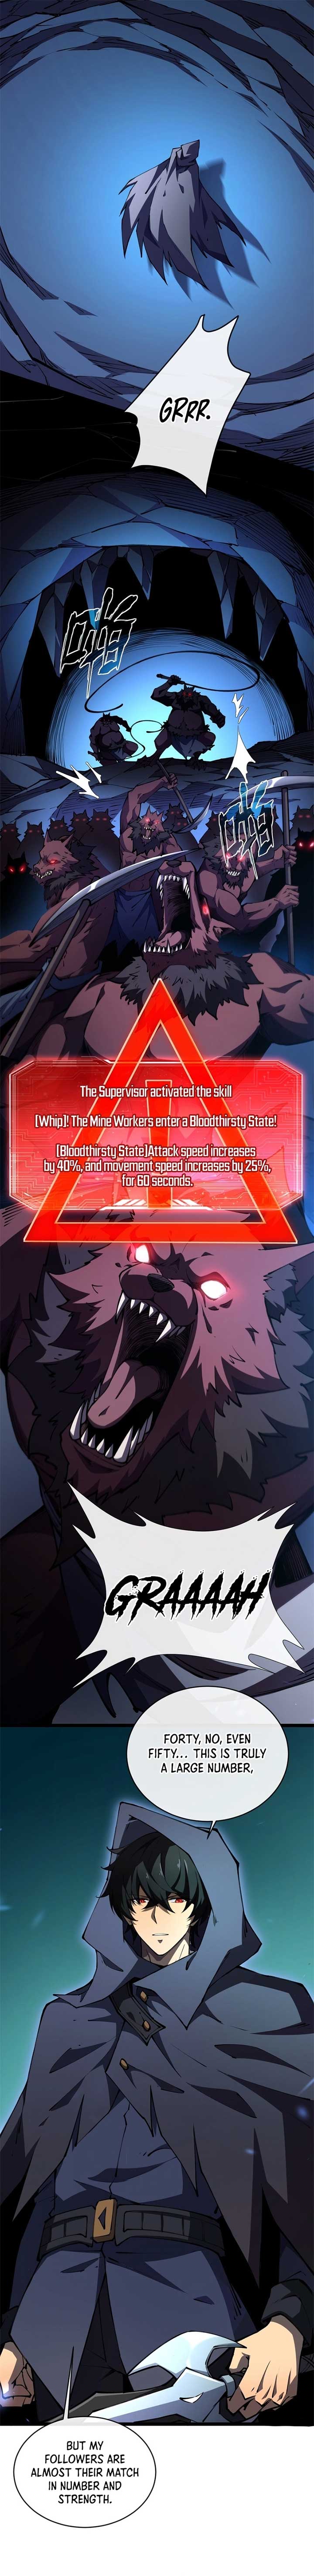 GRRR.
The Supervisor activated the skill
[Whip]! The Mine Workers enter a Bloodthirsty State!
[Bloodthirsty State]Attack speed increases
by 40%, and movement speed increases by 25%,
for 60 seconds.
GRAAAAH
FORTY, NO, EVEN
FIFTY... THIS IS TRULY
A LARGE NUMBER,
BUT MY
FOLLOWERS ARE
ALMOST THEIR MATCH
IN NUMBER AND
STRENGTH.